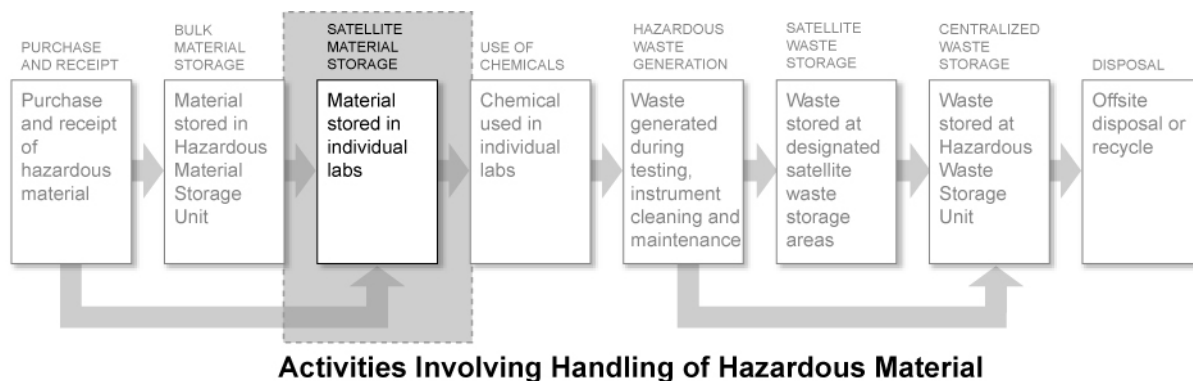 PURCHASE
AND RECEIPT
Purchase
and receipt
of
hazardous
material
BULK
MATERIAL
STORAGE
Material
stored in
Hazardous
Material
Storage
Unit
SATELLITE
MATERIAL
STORAGE
Material
stored in
individual
labs
USE OF
CHEMICALS
Chemical
used in
individual
labs
HAZARDOUS
WASTE
GENERATION
Waste
generated
during
testing,
instrument
cleaning and
maintenance
SATELLITE
WASTE
STORAGE
Waste
stored at
designated
satellite
waste
storage
areas
CENTRALIZED
WASTE
STORAGE
Waste
stored at
Hazardous
Waste
Storage
Unit
DISPOSAL
Offsite
disposal or
recycle
Activities Involving Handling of Hazardous Material